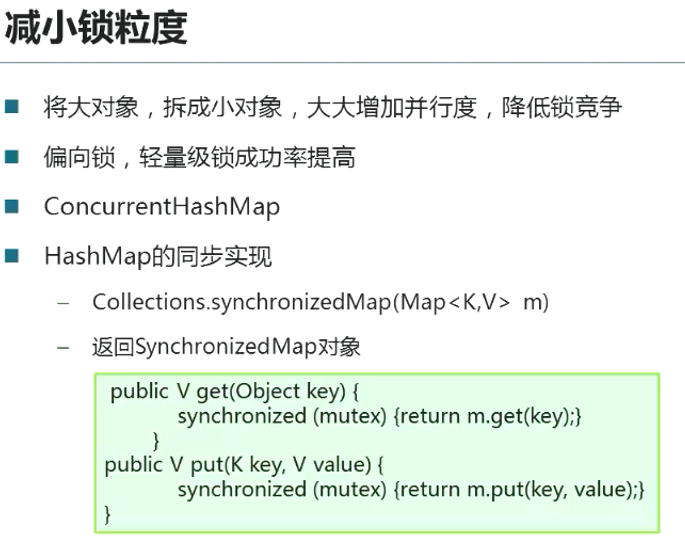 减小锁粒度
将大对象，拆成小对象，大大增加并行度，降低锁竞争
偏向锁，轻量级锁成功率提高
ConcurrentHashMap
HashMap的同步实现
– Collections.synchronizedMap(Map<K,V> m)
– 返回SynchronizedMap对象
public V get(Object key) {
synchronized (mutex) {return m.get(key);}
}
public V put(K key, V value) {
synchronized (mutex) {return m.put(key, value);}
}